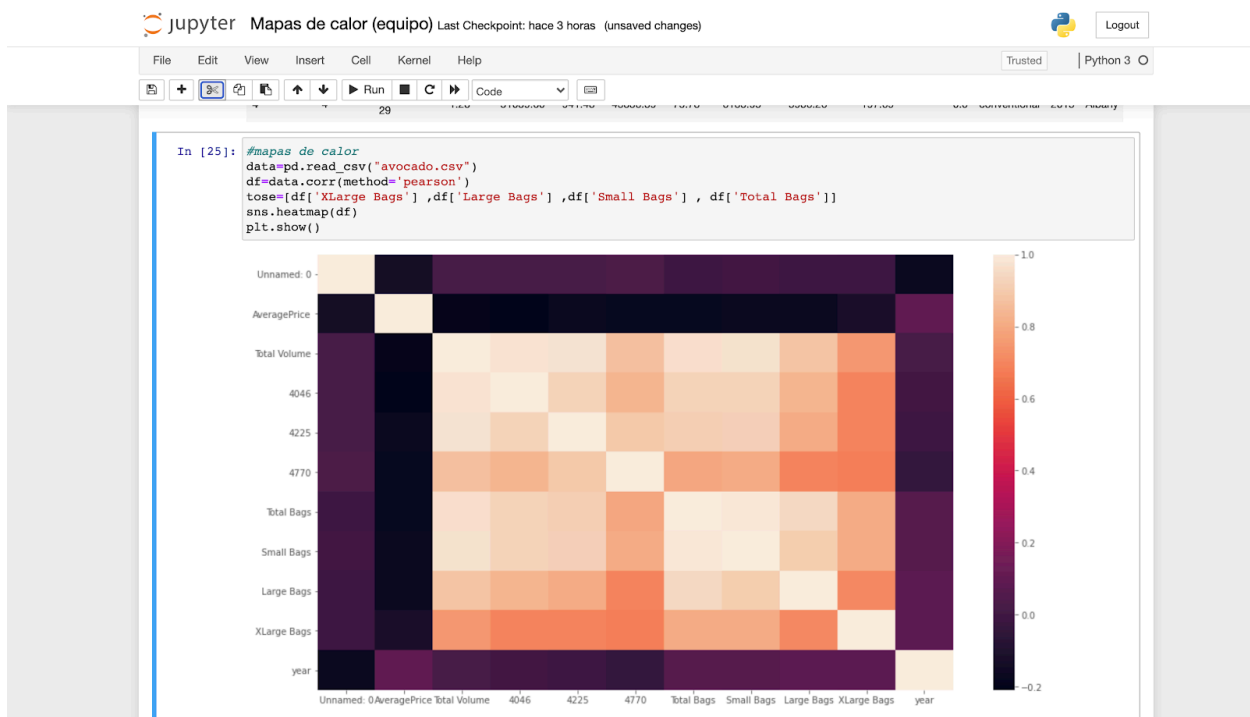 jupyter Mapas de calor (equipo) Last Checkpoint: hace 3 horas (unsaved changes)
Logout
File Edit View Insert Cell Kernel Help
Trusted Python 3
Run Code
29
In [25]: #mapas de calor
data=pd.read_csv("avocado.csv")
df=data.corr(method='pearson')
tose=[df['XLarge Bags'] ,df['Large Bags'] ,df['Small Bags'] , df['Total Bags']]
sns.heatmap(df)
plt.show()
Unnamed: 0
AveragePrice
Total Volume
4046
4225
4770
Total Bags
Small Bags
Large Bags
XLarge Bags
year
Unnamed: 0 AveragePrice Total Volume 4046 4225 4770 Total Bags Small Bags Large Bags XLarge Bags year
1.0
0.8
0.6
0.4
0.2
0.0
−0.2